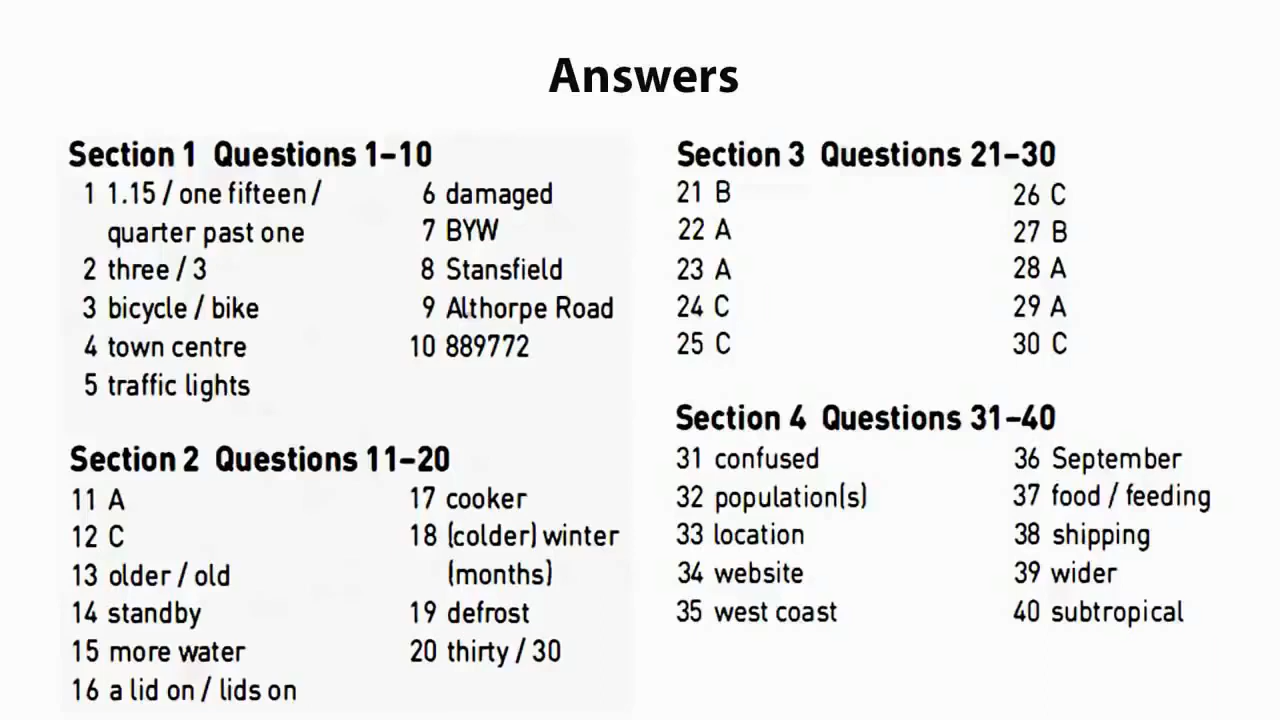 Answers
Section 1 Questions 1–10
1 1.15 / one fifteen /
quarter past one
2 three / 3
3 bicycle / bike
4 town centre
5 traffic lights
6 damaged
7 BYW
8 Stansfield
9 Althorpe Road
10 889772
Section 2 Questions 11–20
11 A
12 C
13 older / old
14 standby
15 more water
16 a lid on / lids on
17 cooker
18 (colder) winter
(months)
19 defrost
20 thirty / 30
Section 3 Questions 21–30
21 B
22 A
23 A
24 C
25 C
26 C
27 B
28 A
29 A
30 C
Section 4 Questions 31–40
31 confused
32 population(s)
33 location
34 website
35 west coast
36 September
37 food / feeding
38 shipping
39 wider
40 subtropical